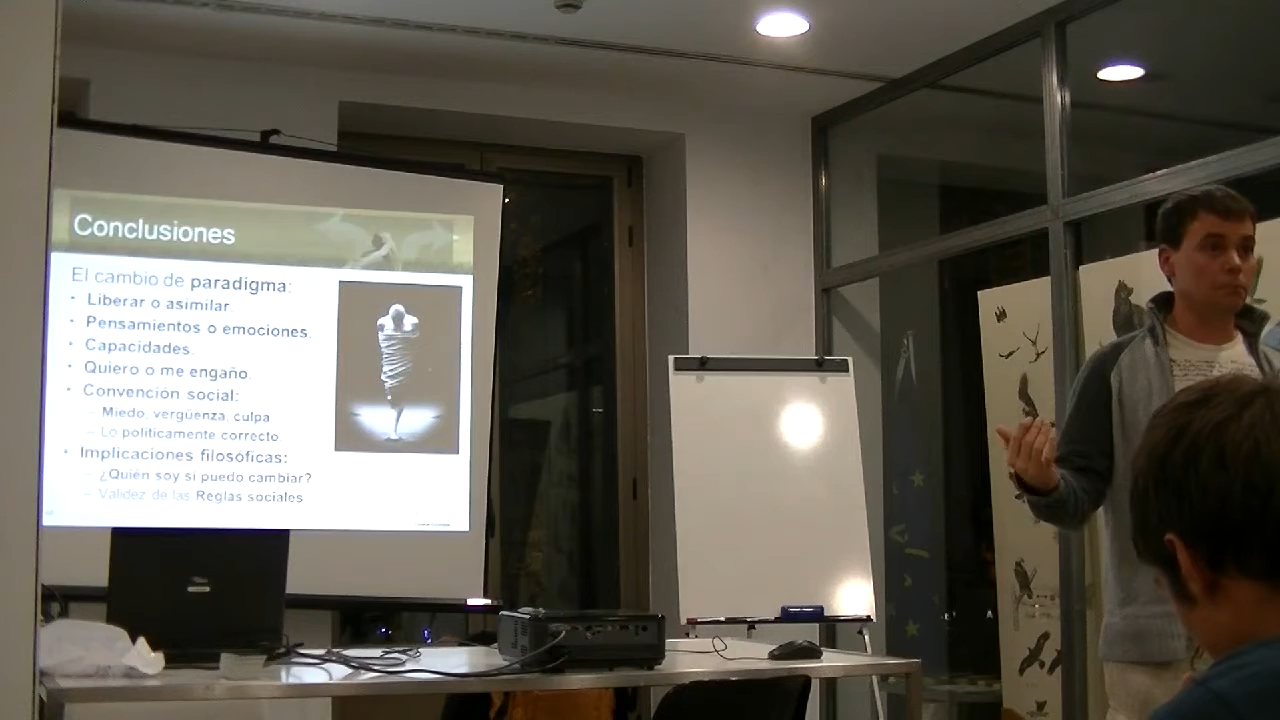 Conclusiones
El cambio de paradigma:
• Liberar o asimilar.
• Pensamientos o emociones.
• Capacidades.
• Quiero o me engaño.
• Convención social:
– Miedo, vergüenza, culpa
– Lo políticamente correcto.
• Implicaciones filosóficas:
– ¿Quién soy si puedo cambiar?
– Validez de las Reglas sociales